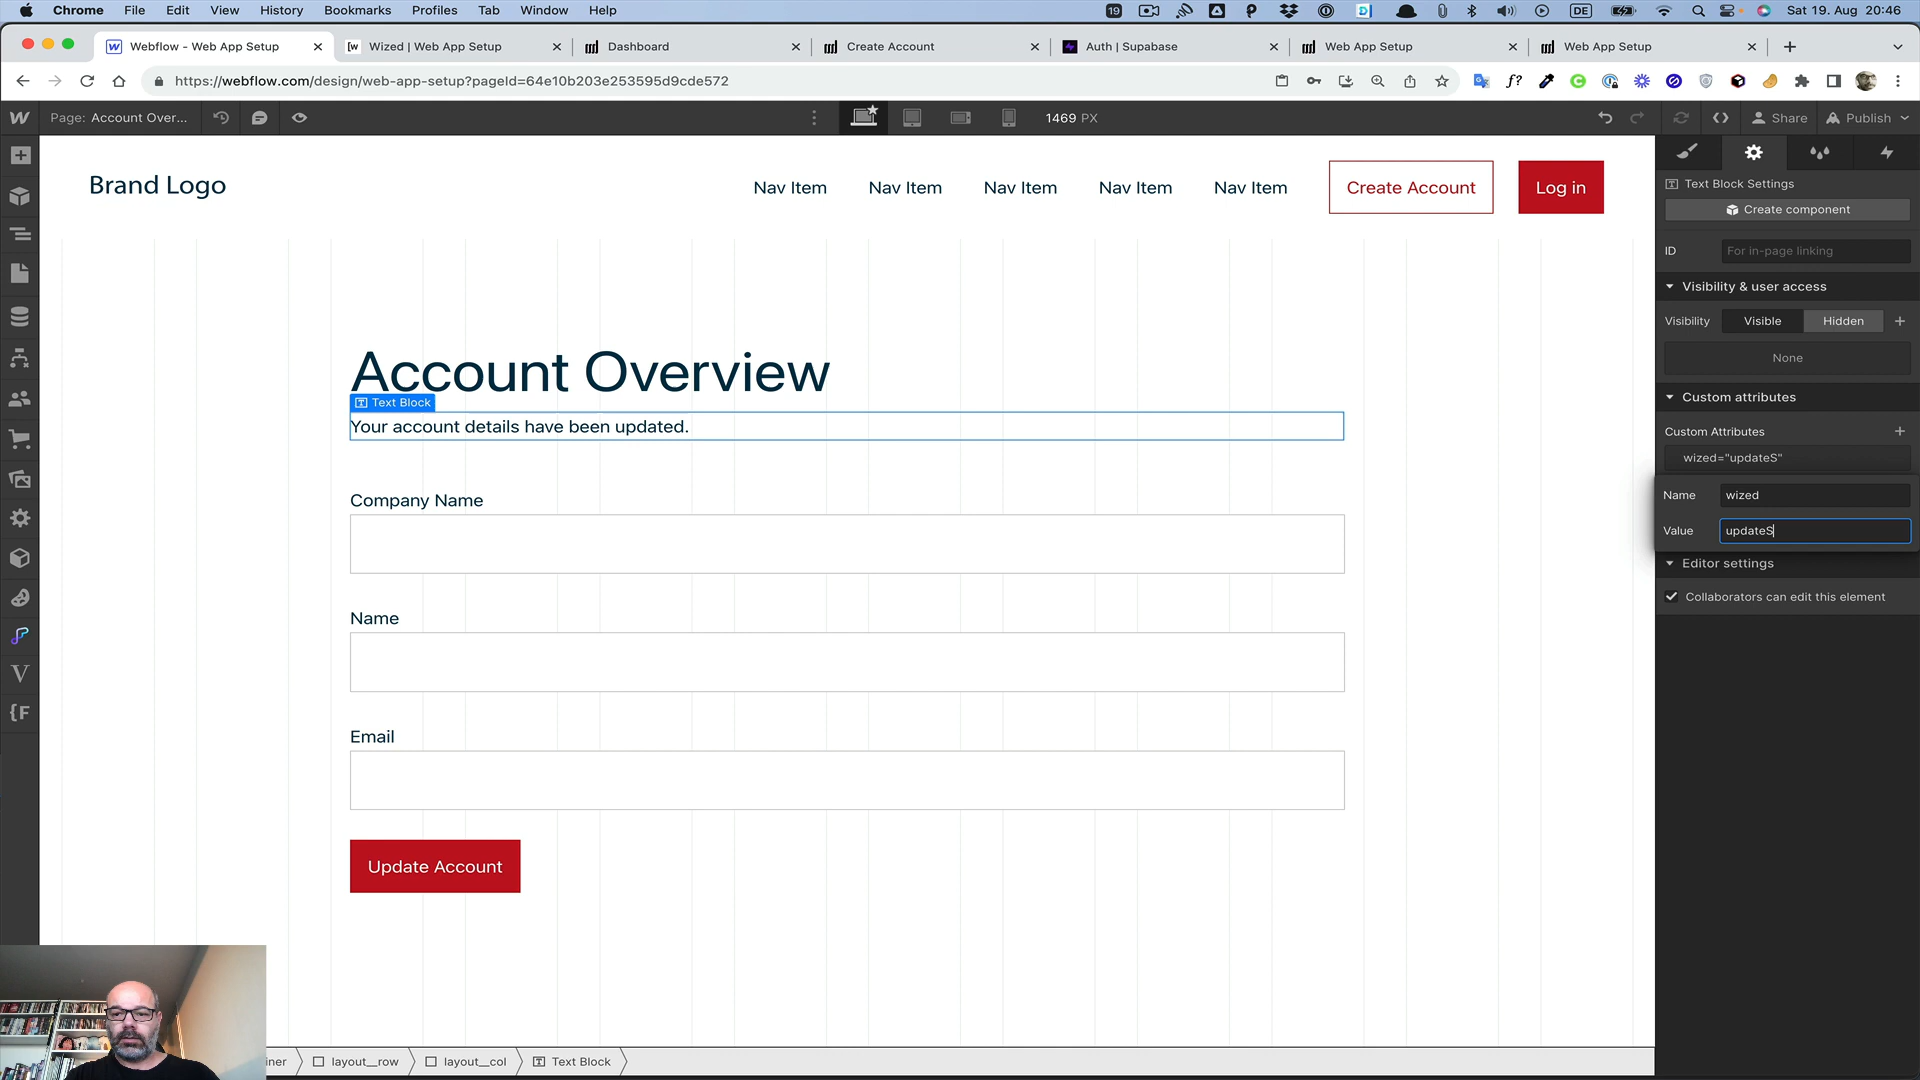 Chrome File Edit View History Bookmarks Profiles Tab Window Help 19 DE Sat 19. Aug 20:46
Webflow - Web App Setup
Wized | Web App Setup
Dashboard
Create Account
Auth | Supabase
Web App Setup
Web App Setup
https://webflow.com/design/web-app-setup?pageId=64e10b203e253595d9cde572
Page: Account Over...
1469 PX
Share
Publish
Brand Logo
Nav Item Nav Item Nav Item Nav Item Nav Item
Create Account
Log in
Text Block Settings
Create component
ID For in-page linking
Visibility & user access
Visibility Visible Hidden
None
Custom attributes
Custom Attributes
wized="updateS"
Name wized
Value updateS
Editor settings
Collaborators can edit this element
Account Overview
Text Block
Your account details have been updated.
Company Name
Name
Email
Update Account
iner layout__row layout__col Text Block